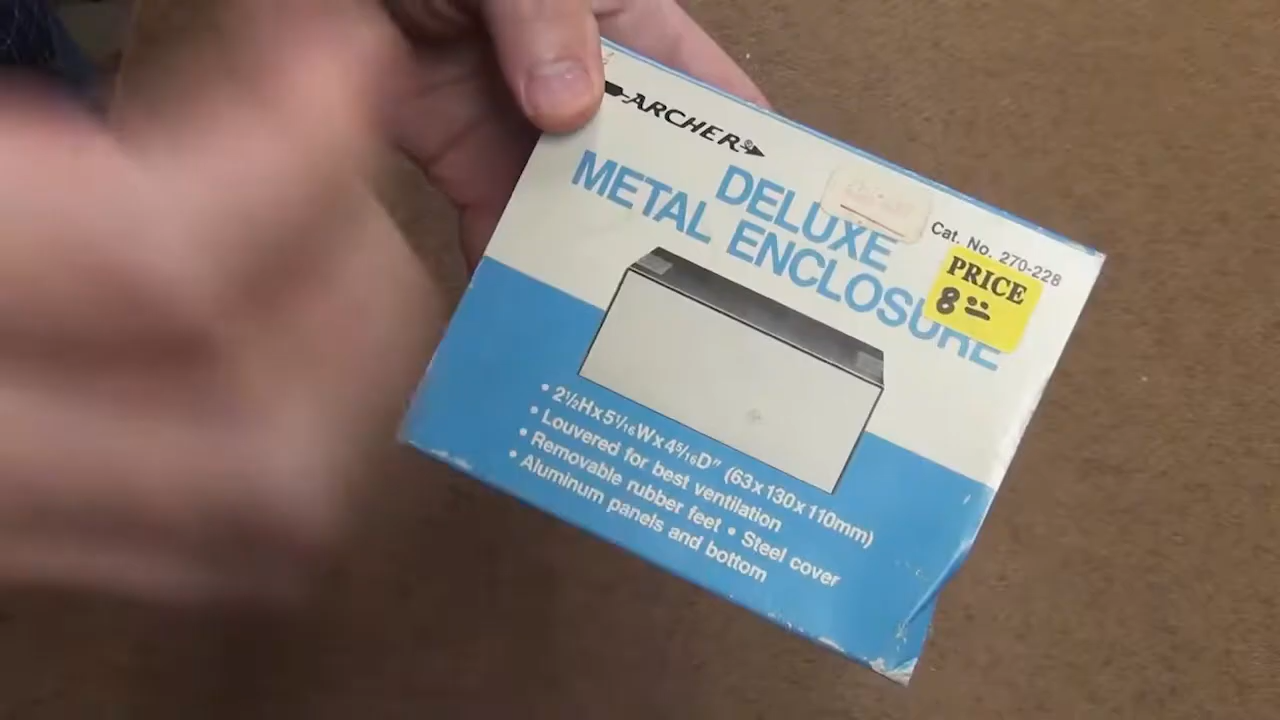 ARCHER®
DELUXE
METAL ENCLOSURE
Cat. No. 270-228
PRICE
8⁰⁰
• 2½Hx5¹⁄₁₆Wx4⁵⁄₁₆D" (63x130x110mm)
• Louvered for best ventilation
• Removable rubber feet • Steel cover
• Aluminum panels and bottom